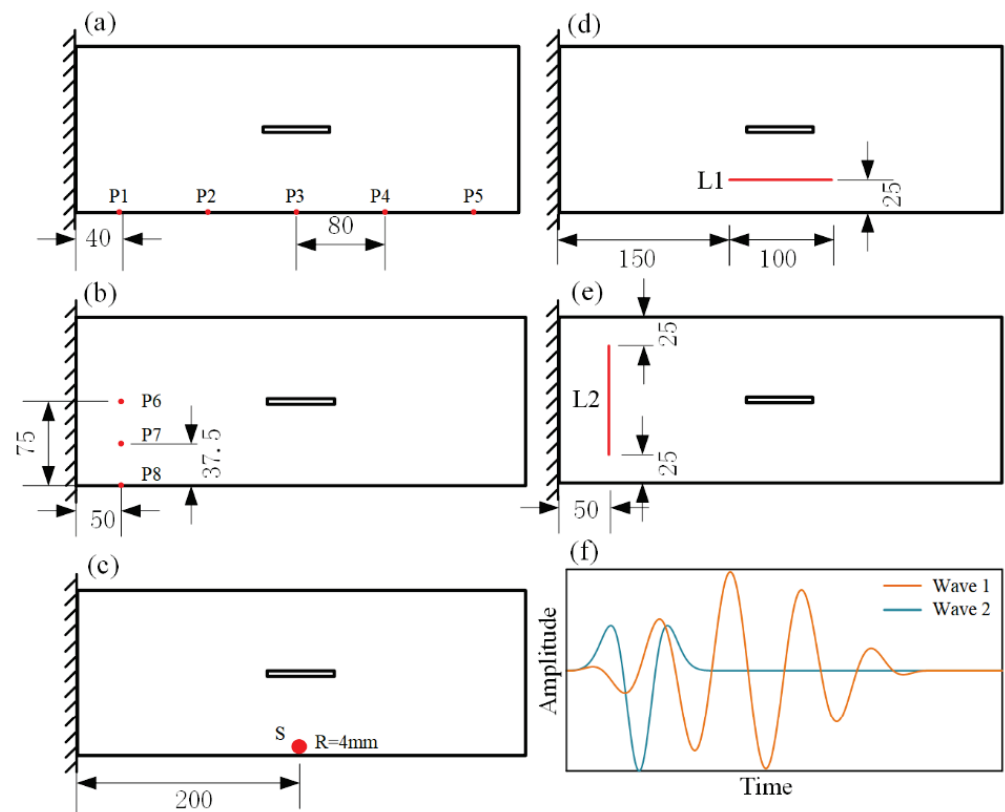 (a)
P1 P2 P3 P4 P5
40
80
(b)
P6
P7
P8
75
37.5
50
(c)
S R=4mm
200
(d)
L1
25
150
100
(e)
L2
25
25
50
(f)
Wave 1
Wave 2
Amplitude
Time